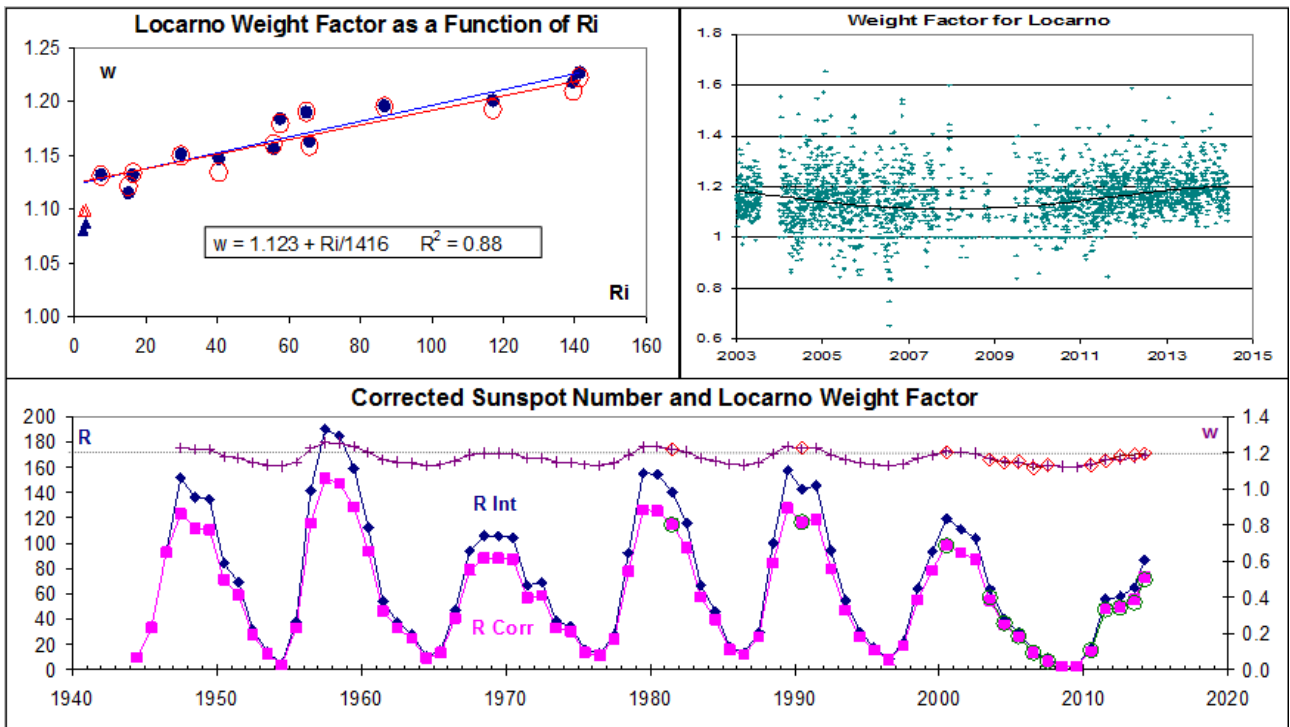 Locarno Weight Factor as a Function of Ri
1.25
1.20
1.15
1.10
1.05
1.00
w
w = 1.123 + Ri/1416 R² = 0.88
Ri
0 20 40 60 80 100 120 140 160
Weight Factor for Locarno
1.8
1.6
1.4
1.2
1
0.8
0.6
2003 2005 2007 2009 2011 2013 2015
Corrected Sunspot Number and Locarno Weight Factor
200
180
160
140
120
100
80
60
40
20
0
R
R Int
R Corr
w
1.4
1.2
1.0
0.8
0.6
0.4
0.2
0.0
1940 1950 1960 1970 1980 1990 2000 2010 2020